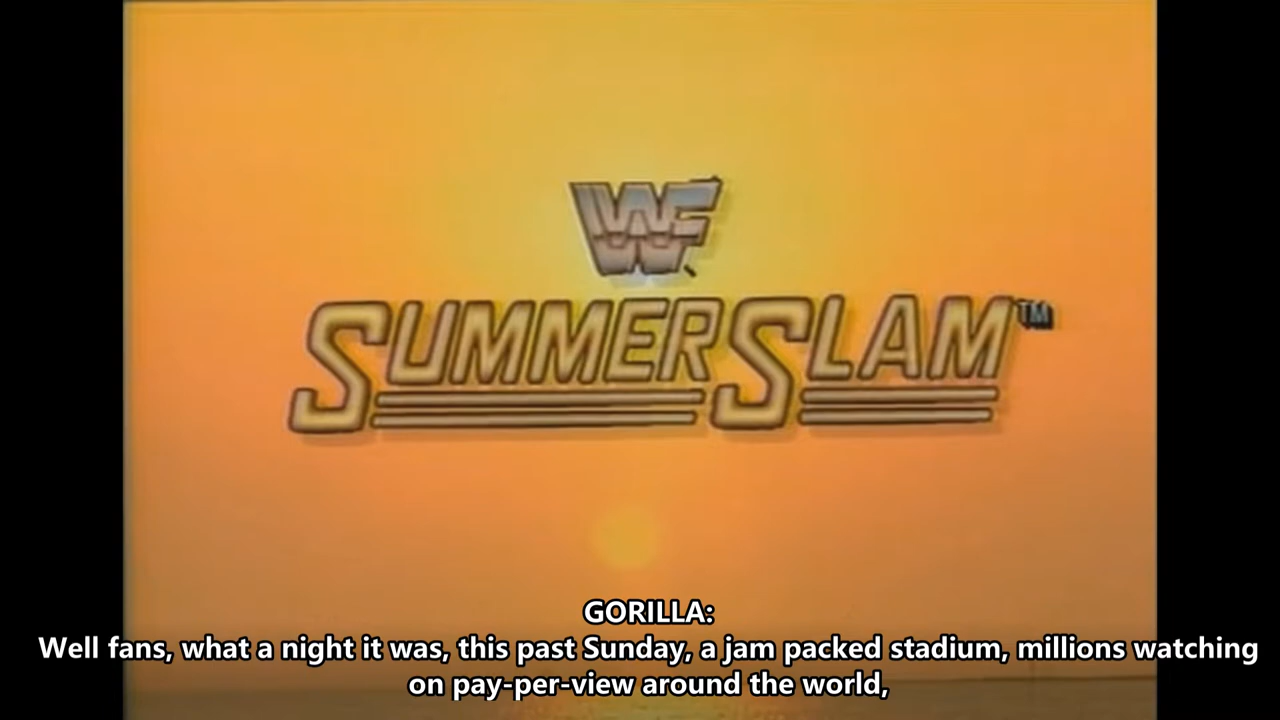 WF
SUMMERSLAM™
GORILLA:
Well fans, what a night it was, this past Sunday, a jam packed stadium, millions watching
on pay-per-view around the world,